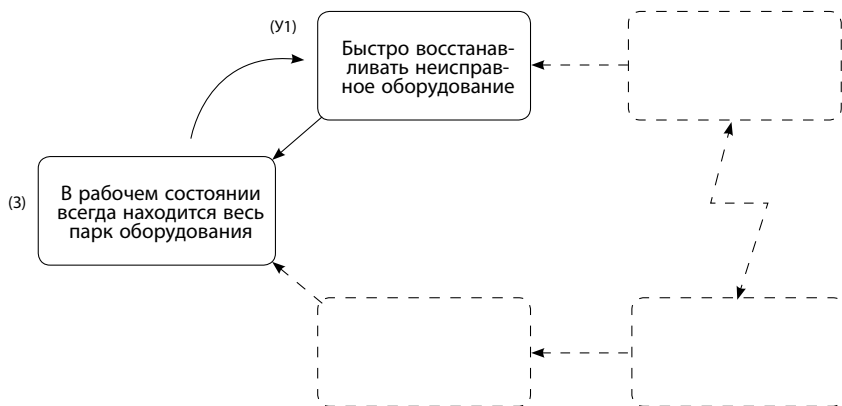 (У1)
Быстро восстанав-
ливать неисправ-
ное оборудование
(З)
В рабочем состоянии
всегда находится весь
парк оборудования